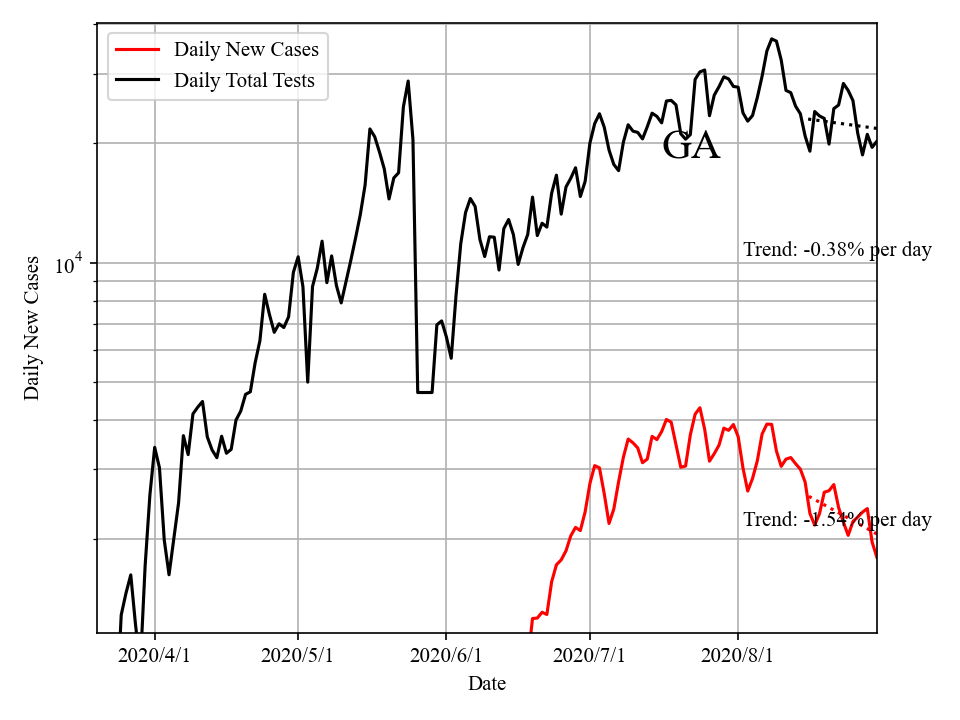 Daily New Cases
Daily Total Tests
GA
Trend: -0.38% per day
Trend: -1.54% per day
10^4
Daily New Cases
2020/4/1 2020/5/1 2020/6/1 2020/7/1 2020/8/1
Date